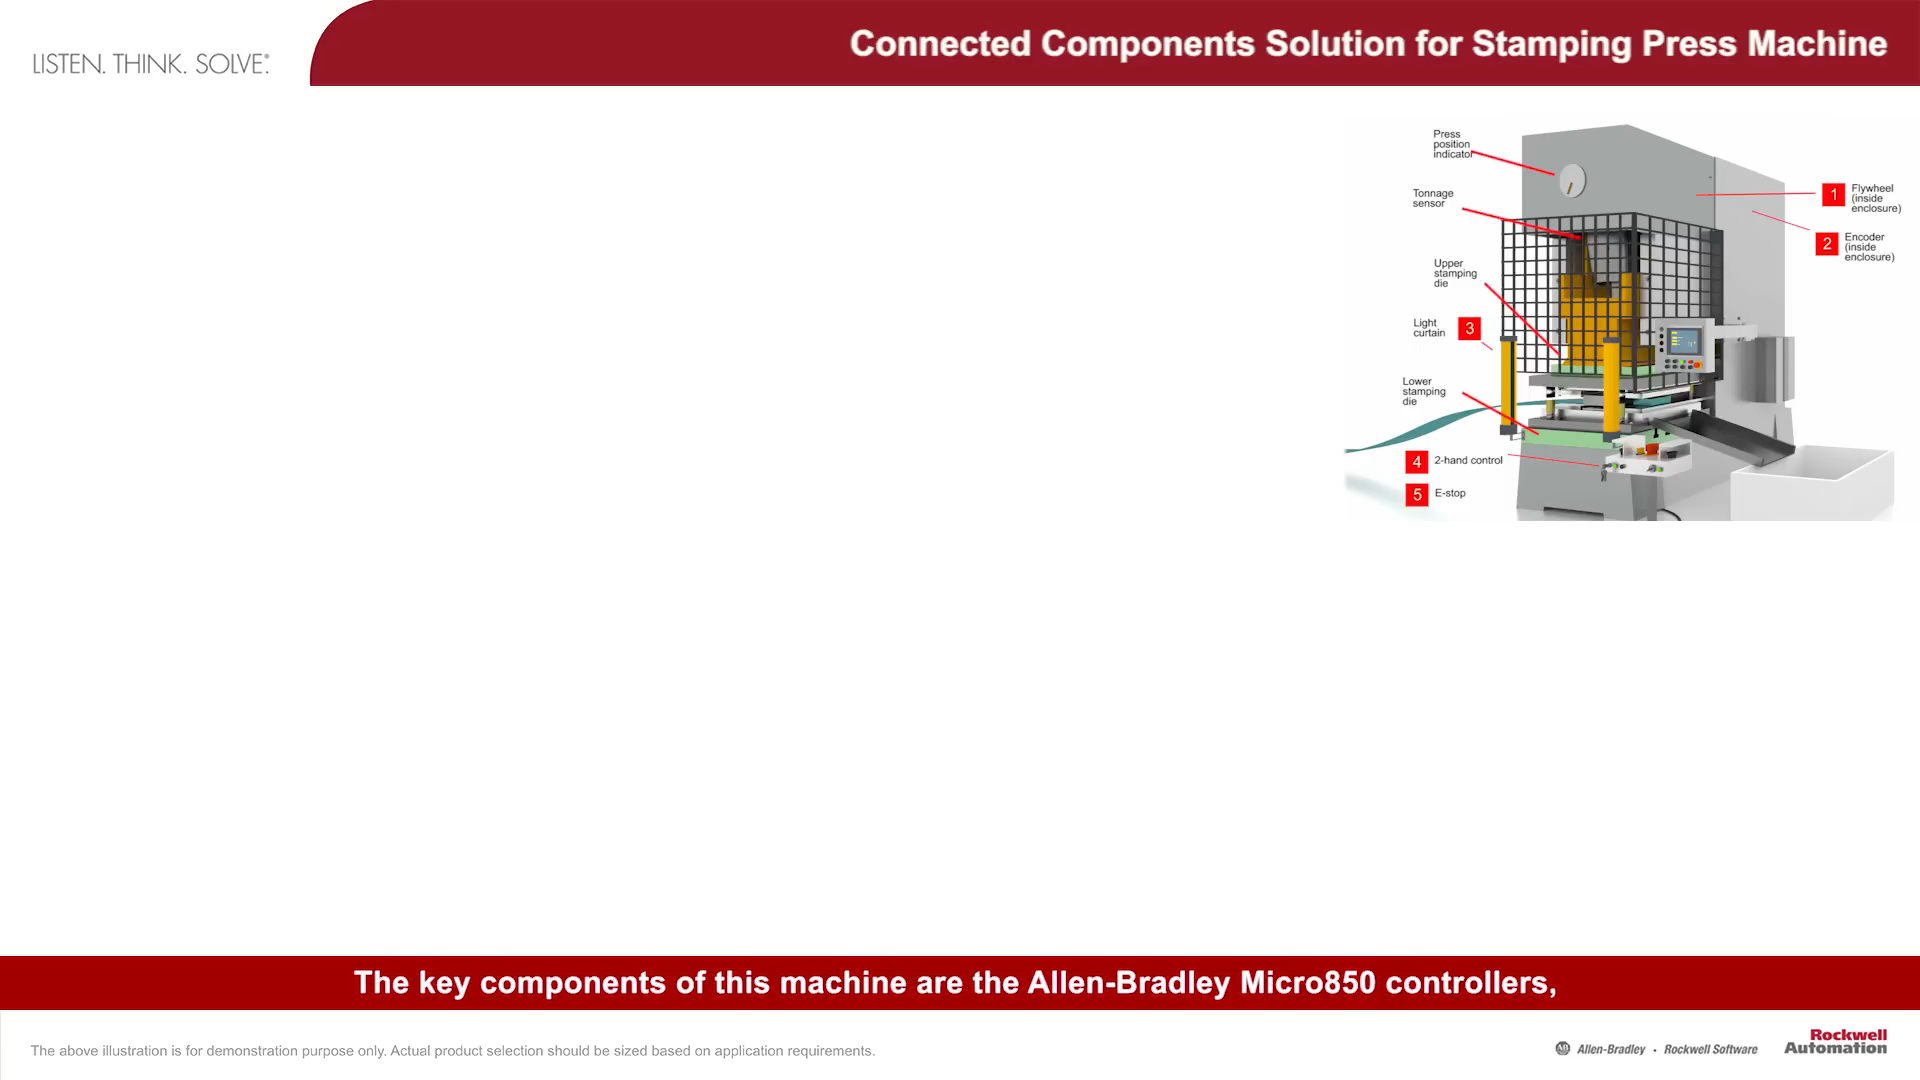 LISTEN. THINK. SOLVE.®
Connected Components Solution for Stamping Press Machine
Press
position
indicator
Tonnage
sensor
Upper
stamping
die
Light
curtain
3
Lower
stamping
die
4 2-hand control
5 E-stop
1 Flywheel
(inside
enclosure)
2 Encoder
(inside
enclosure)
The key components of this machine are the Allen-Bradley Micro850 controllers,
The above illustration is for demonstration purpose only. Actual product selection should be sized based on application requirements.
AB Allen-Bradley • Rockwell Software
Rockwell
Automation